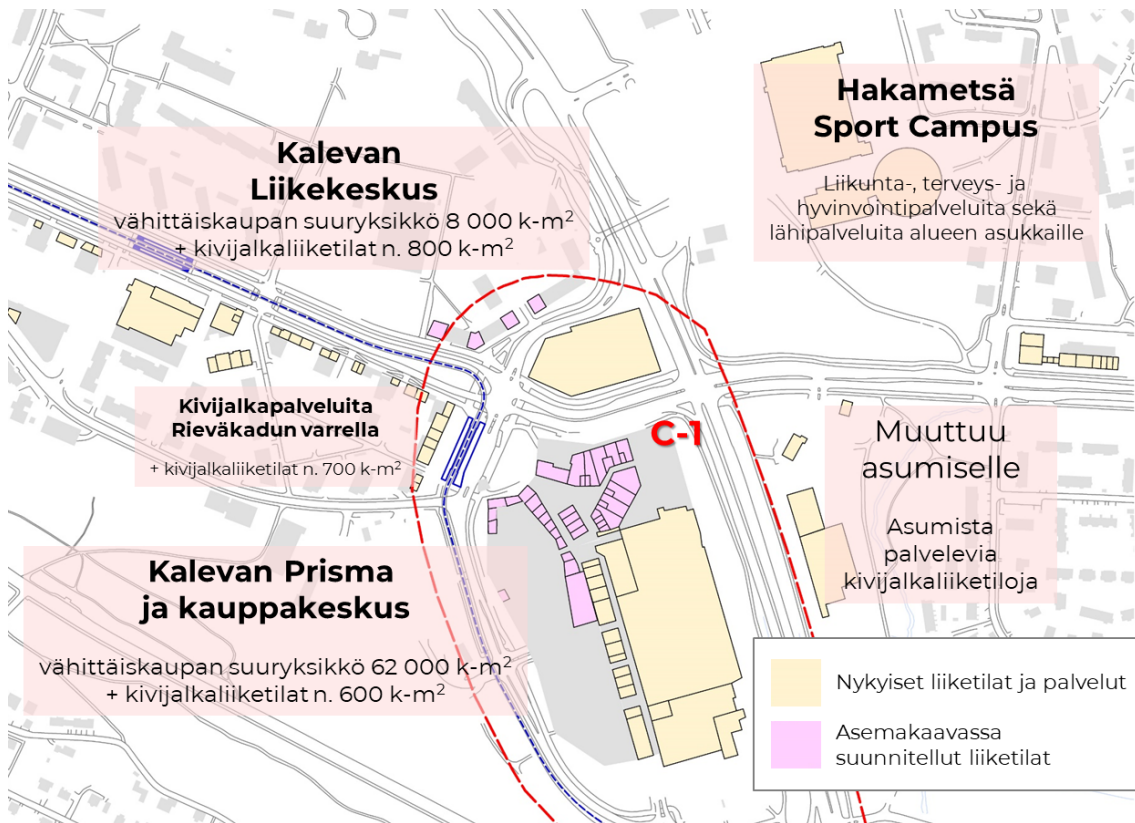 Hakametsä
Sport Campus
Liikunta-, terveys- ja
hyvinvointipalveluita sekä
lähipalveluita alueen asukkaille
Kalevan
Liikekeskus
vähittäiskaupan suuryksikkö 8 000 k-m²
+ kivijalkaliiketilat n. 800 k-m²
Kivijalkapalveluita
Rieväkadun varrella
+ kivijalkaliiketilat n. 700 k-m²
C-1
Muuttuu
asumiselle
Asumista
palvelevia
kivijalkaliiketiloja
Kalevan Prisma
ja kauppakeskus
vähittäiskaupan suuryksikkö 62 000 k-m²
+ kivijalkaliiketilat n. 600 k-m²
Nykyiset liiketilat ja palvelut
Asemakaavassa
suunnitellut liiketilat